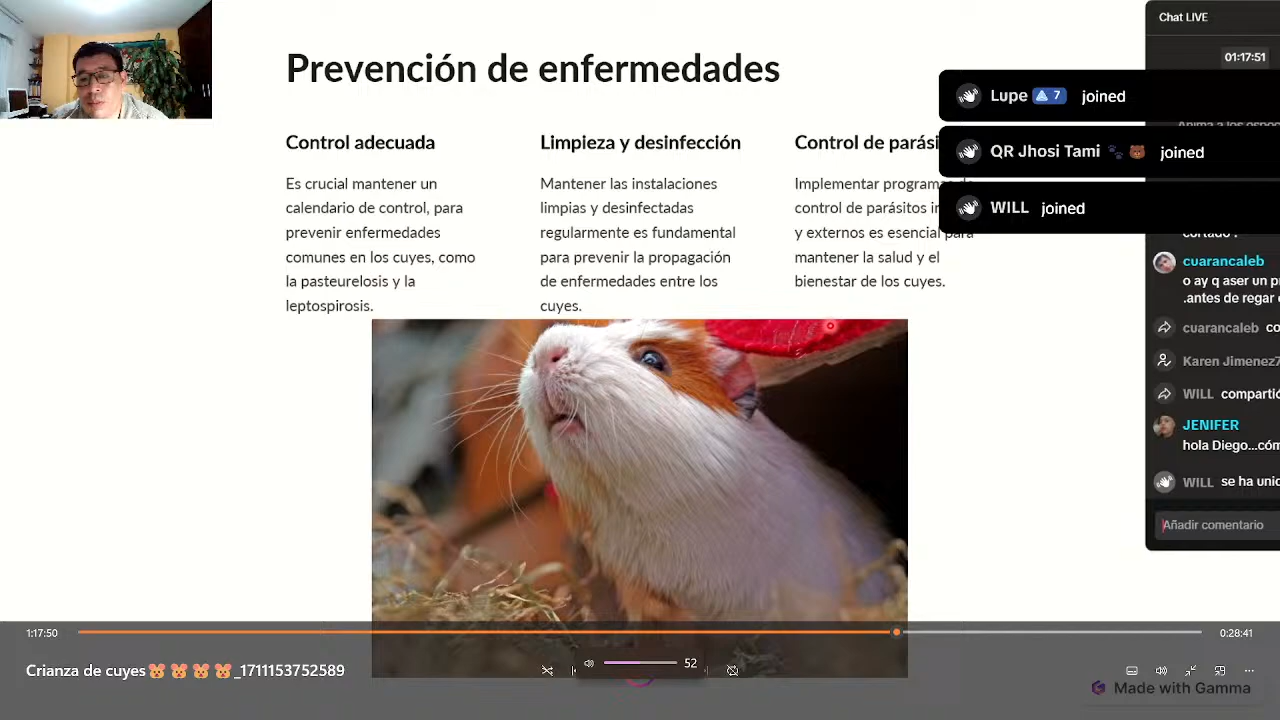 Prevención de enfermedades
Control adecuada
Es crucial mantener un
calendario de control, para
prevenir enfermedades
comunes en los cuyes, como
la pasteurelosis y la
leptospirosis.
Limpieza y desinfección
Mantener las instalaciones
limpias y desinfectadas
regularmente es fundamental
para prevenir la propagación
de enfermedades entre los
cuyes.
Control de parási
Implementar program
control de parásitos i
y externos es esencial para
mantener la salud y el
bienestar de los cuyes.
Chat LIVE
01:17:51
Lupe 7 joined
QR Jhosi Tami 🐾 🐻 joined
WILL joined
cuarancaleb
o ay q aser un p
.antes de regar
cuarancaleb co
Karen Jimenez7
WILL compartió
JENIFER
hola Diego...cóm
WILL se ha unid
Añadir comentario
1:17:50
0:28:41
Crianza de cuyes🐹🐹🐹🐹_1711153752589
52
Made with Gamma